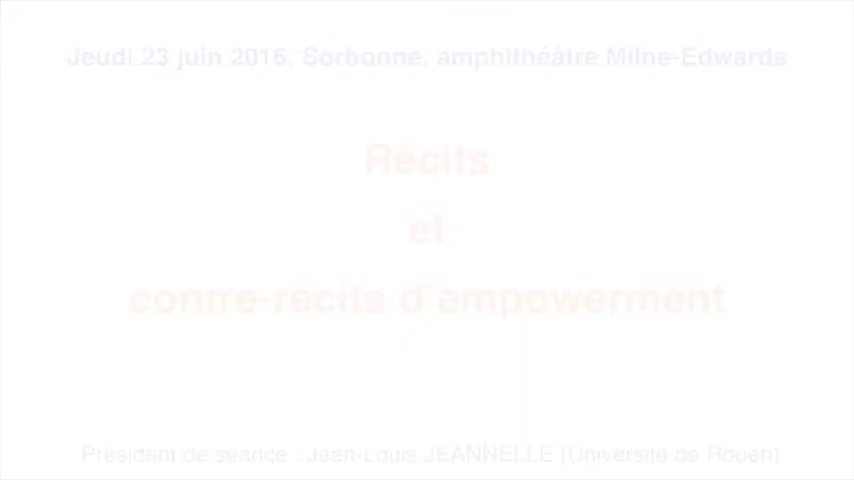 Jeudi 23 juin 2016, Sorbonne, amphithéâtre Milne-Edwards
Récits
et
contre-récits d'empowerment
Président de séance : Jean-Louis JEANNELLE (Université de Rouen)